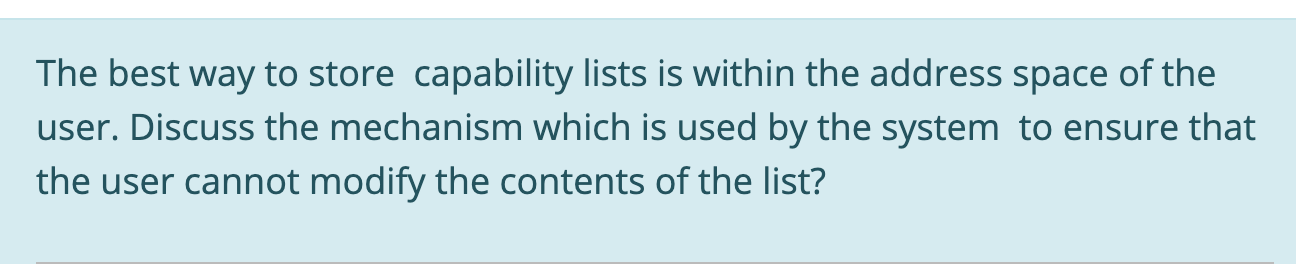 The best way to store  capability lists is within the address space of the
user. Discuss the mechanism which is used by the system  to ensure that
the user cannot modify the contents of the list?